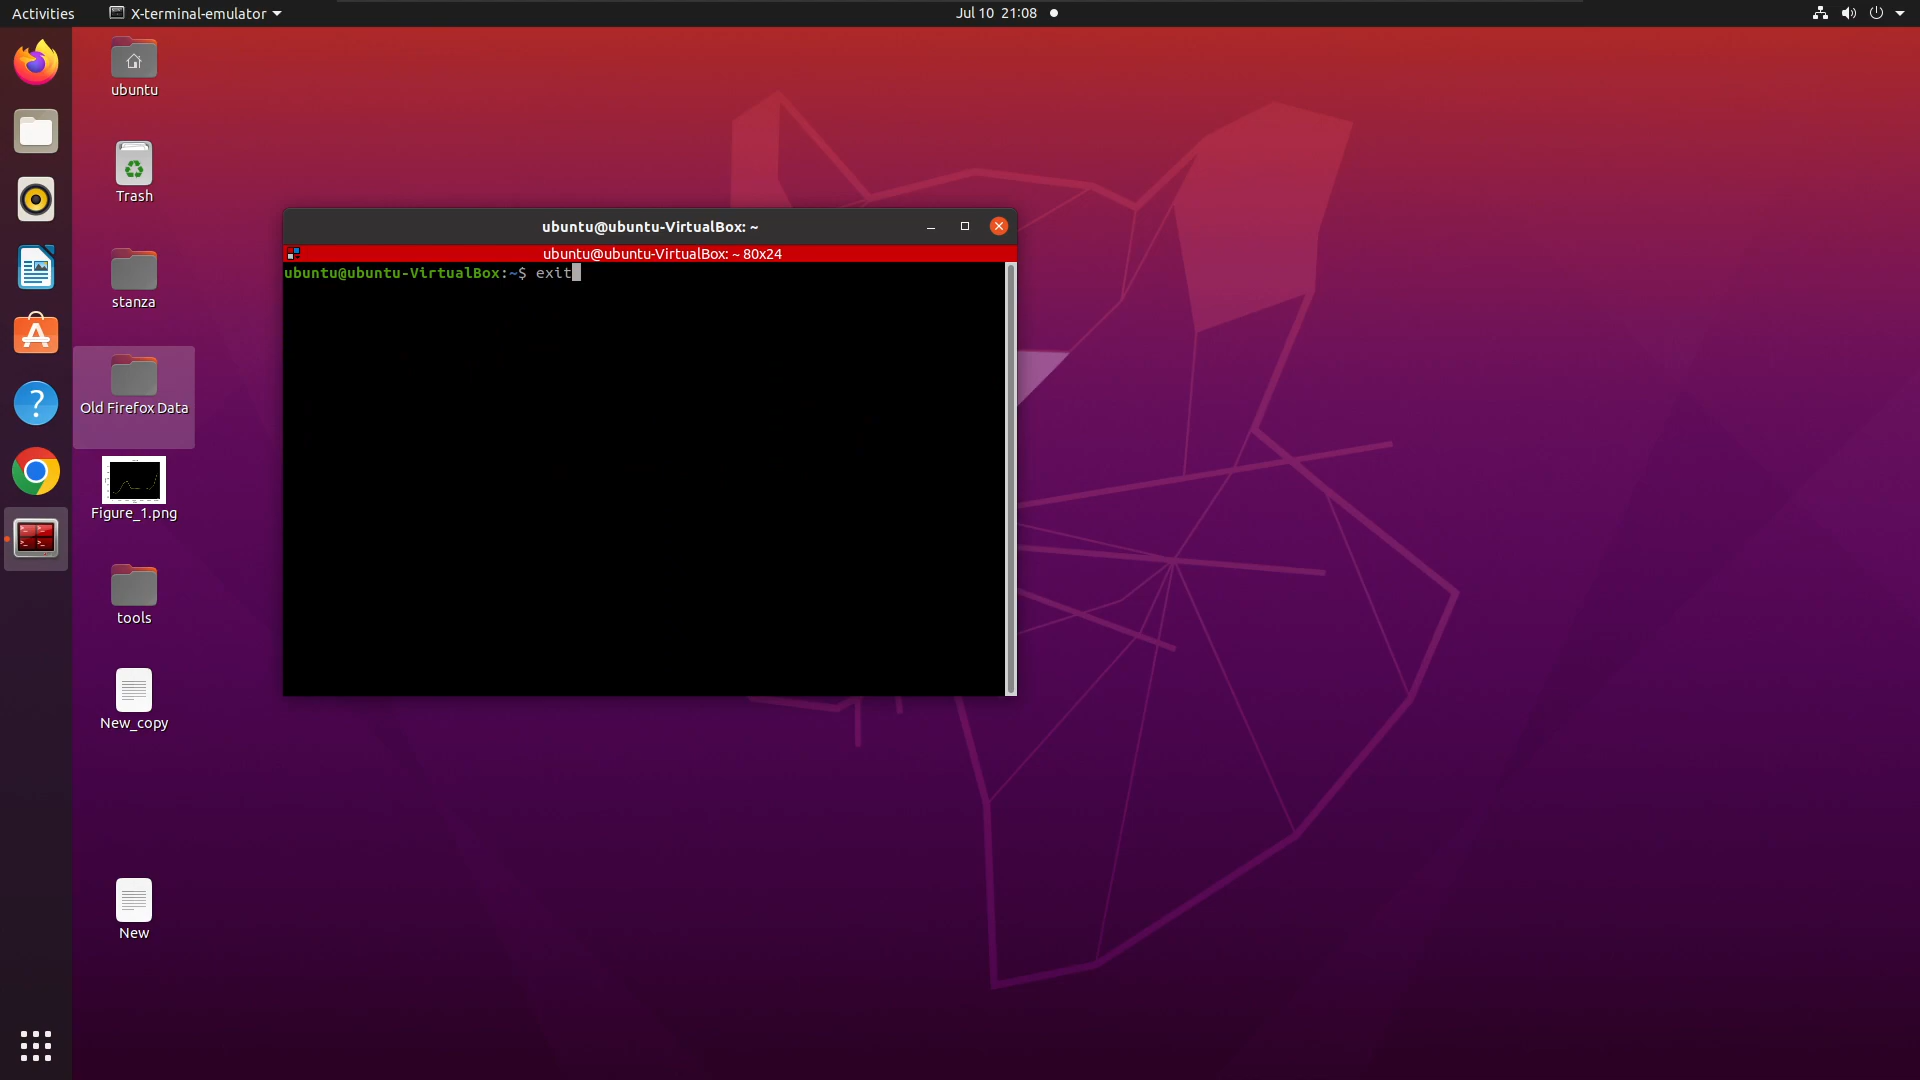 Activities
X-terminal-emulator
Jul 10 21:08
ubuntu
Trash
stanza
Old Firefox Data
Figure_1.png
tools
New_copy
New
ubuntu@ubuntu-VirtualBox: ~
ubuntu@ubuntu-VirtualBox: ~ 80x24
ubuntu@ubuntu-VirtualBox:~$ exit